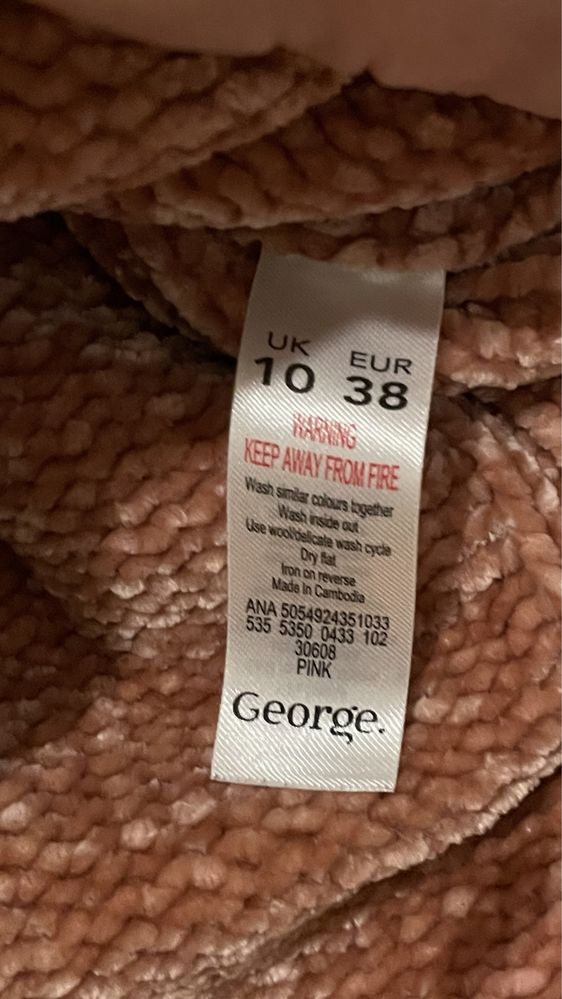 UK EUR
10 38
WARNING
KEEP AWAY FROM FIRE
Wash similar colours together
Wash inside out
Use wool/delicate wash cycle
Dry flat
Iron on reverse
Made In Cambodia
ANA 5054924351033
535 5350 0433 102
30608
PINK
George.